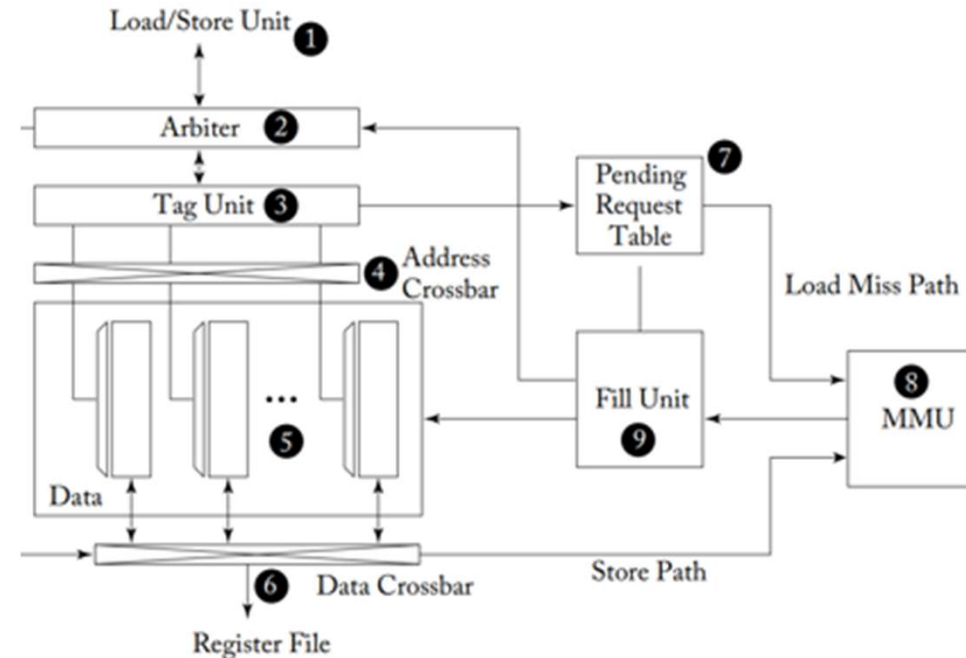 Load/Store Unit 1
Arbiter 2
Tag Unit 3
4 Address
Crossbar
5
Data
6 Data Crossbar
Register File
7
Pending
Request
Table
Load Miss Path
8
MMU
Fill Unit
9
Store Path